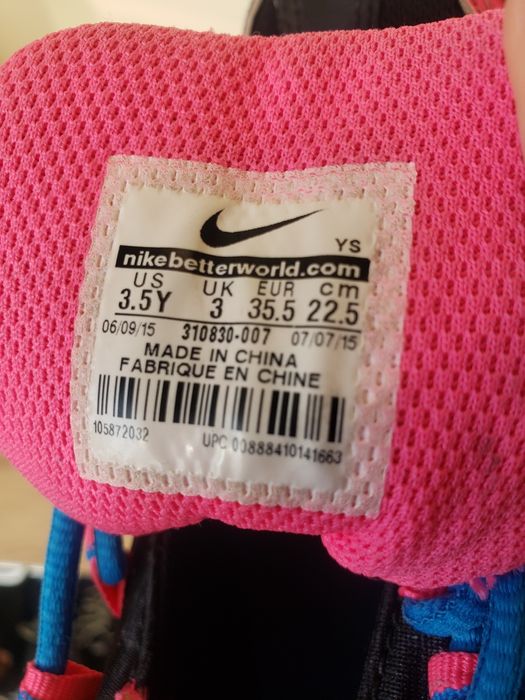 YS
nikebetterworld.com
US UK EUR cm
3.5Y 3 35.5 22.5
06/09/15 310830-007 07/07/15
MADE IN CHINA
FABRIQUE EN CHINE
105872032 UPC 00888410141663